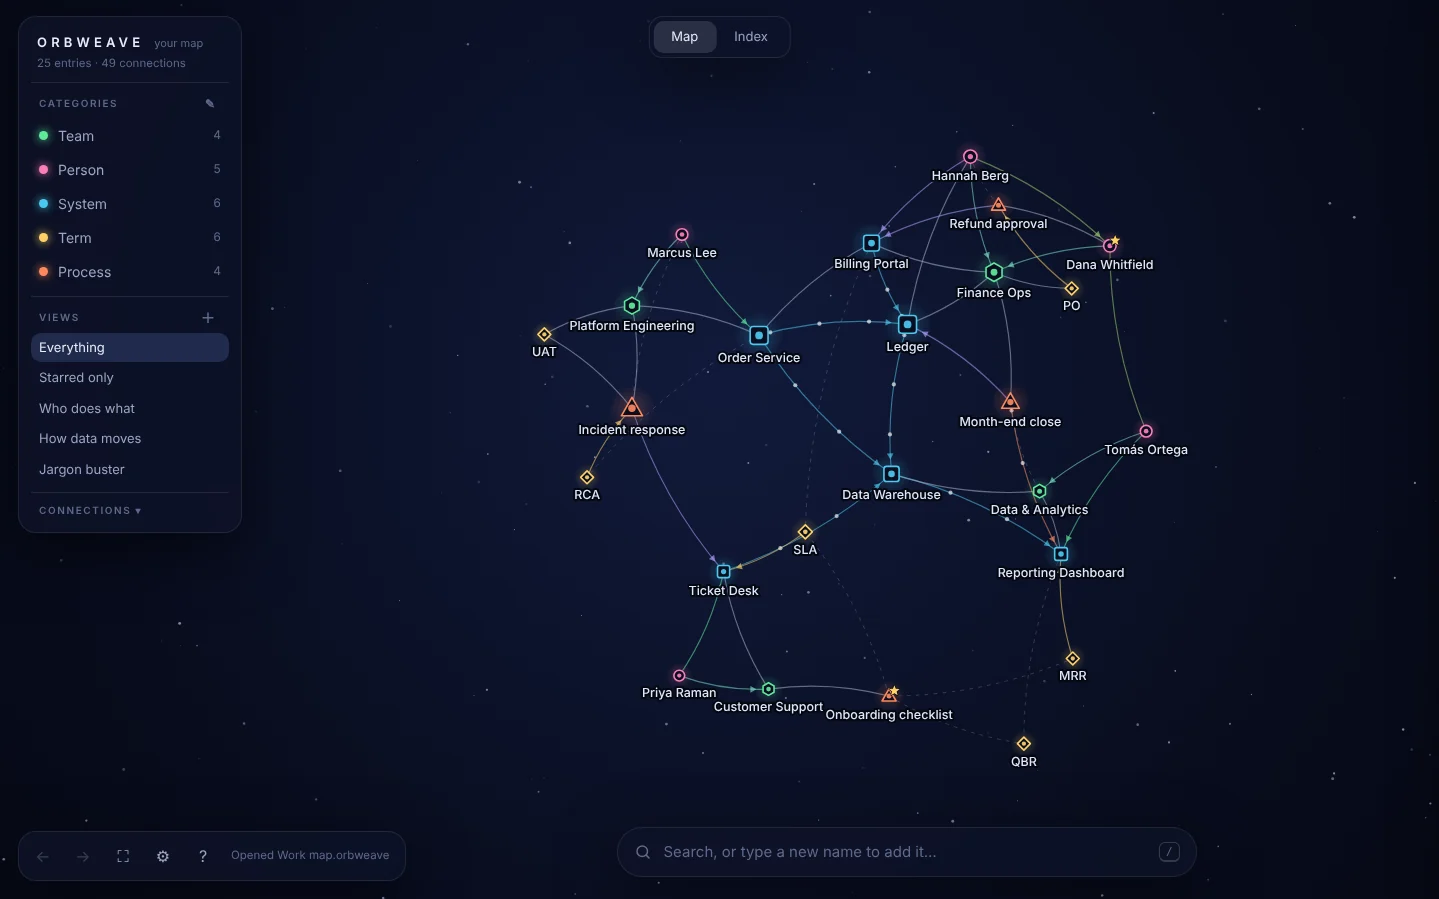 ORBWEAVE your map
25 entries · 49 connections
CATEGORIES
Team 4
Person 5
System 6
Term 6
Process 4
VIEWS
Everything
Starred only
Who does what
How data moves
Jargon buster
CONNECTIONS
Map Index
Hannah Berg
Refund approval
Marcus Lee
Billing Portal
Dana Whitfield
Finance Ops
PO
Platform Engineering
UAT
Order Service
Ledger
Incident response
Month-end close
Tomás Ortega
RCA
Data Warehouse
Data & Analytics
SLA
Reporting Dashboard
Ticket Desk
MRR
Priya Raman
Customer Support
Onboarding checklist
QBR
? Opened Work map.orbweave
Search, or type a new name to add it... /